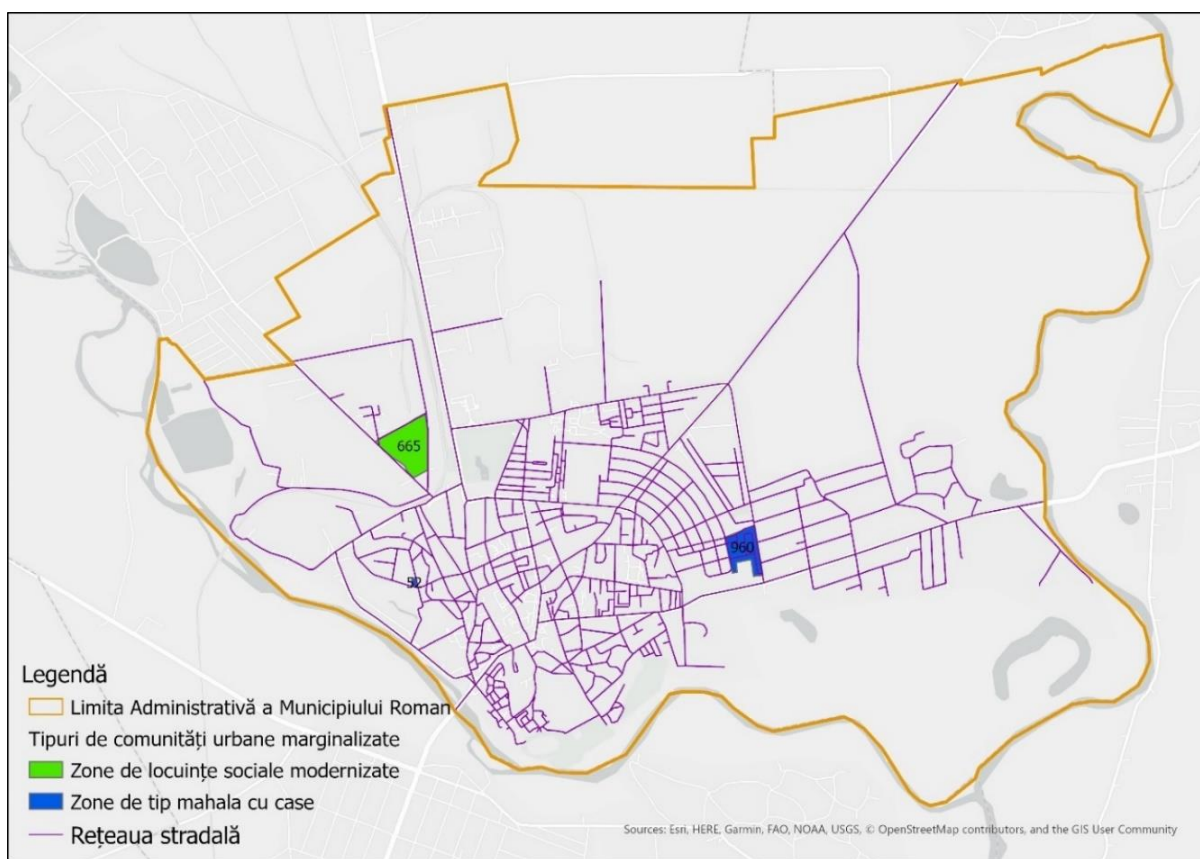 665
960
52
Legendă
Limita Administrativă a Municipiului Roman
Tipuri de comunități urbane marginalizate
Zone de locuințe sociale modernizate
Zone de tip mahala cu case
Rețeaua stradală
Sources: Esri, HERE, Garmin, FAO, NOAA, USGS, © OpenStreetMap contributors, and the GIS User Community